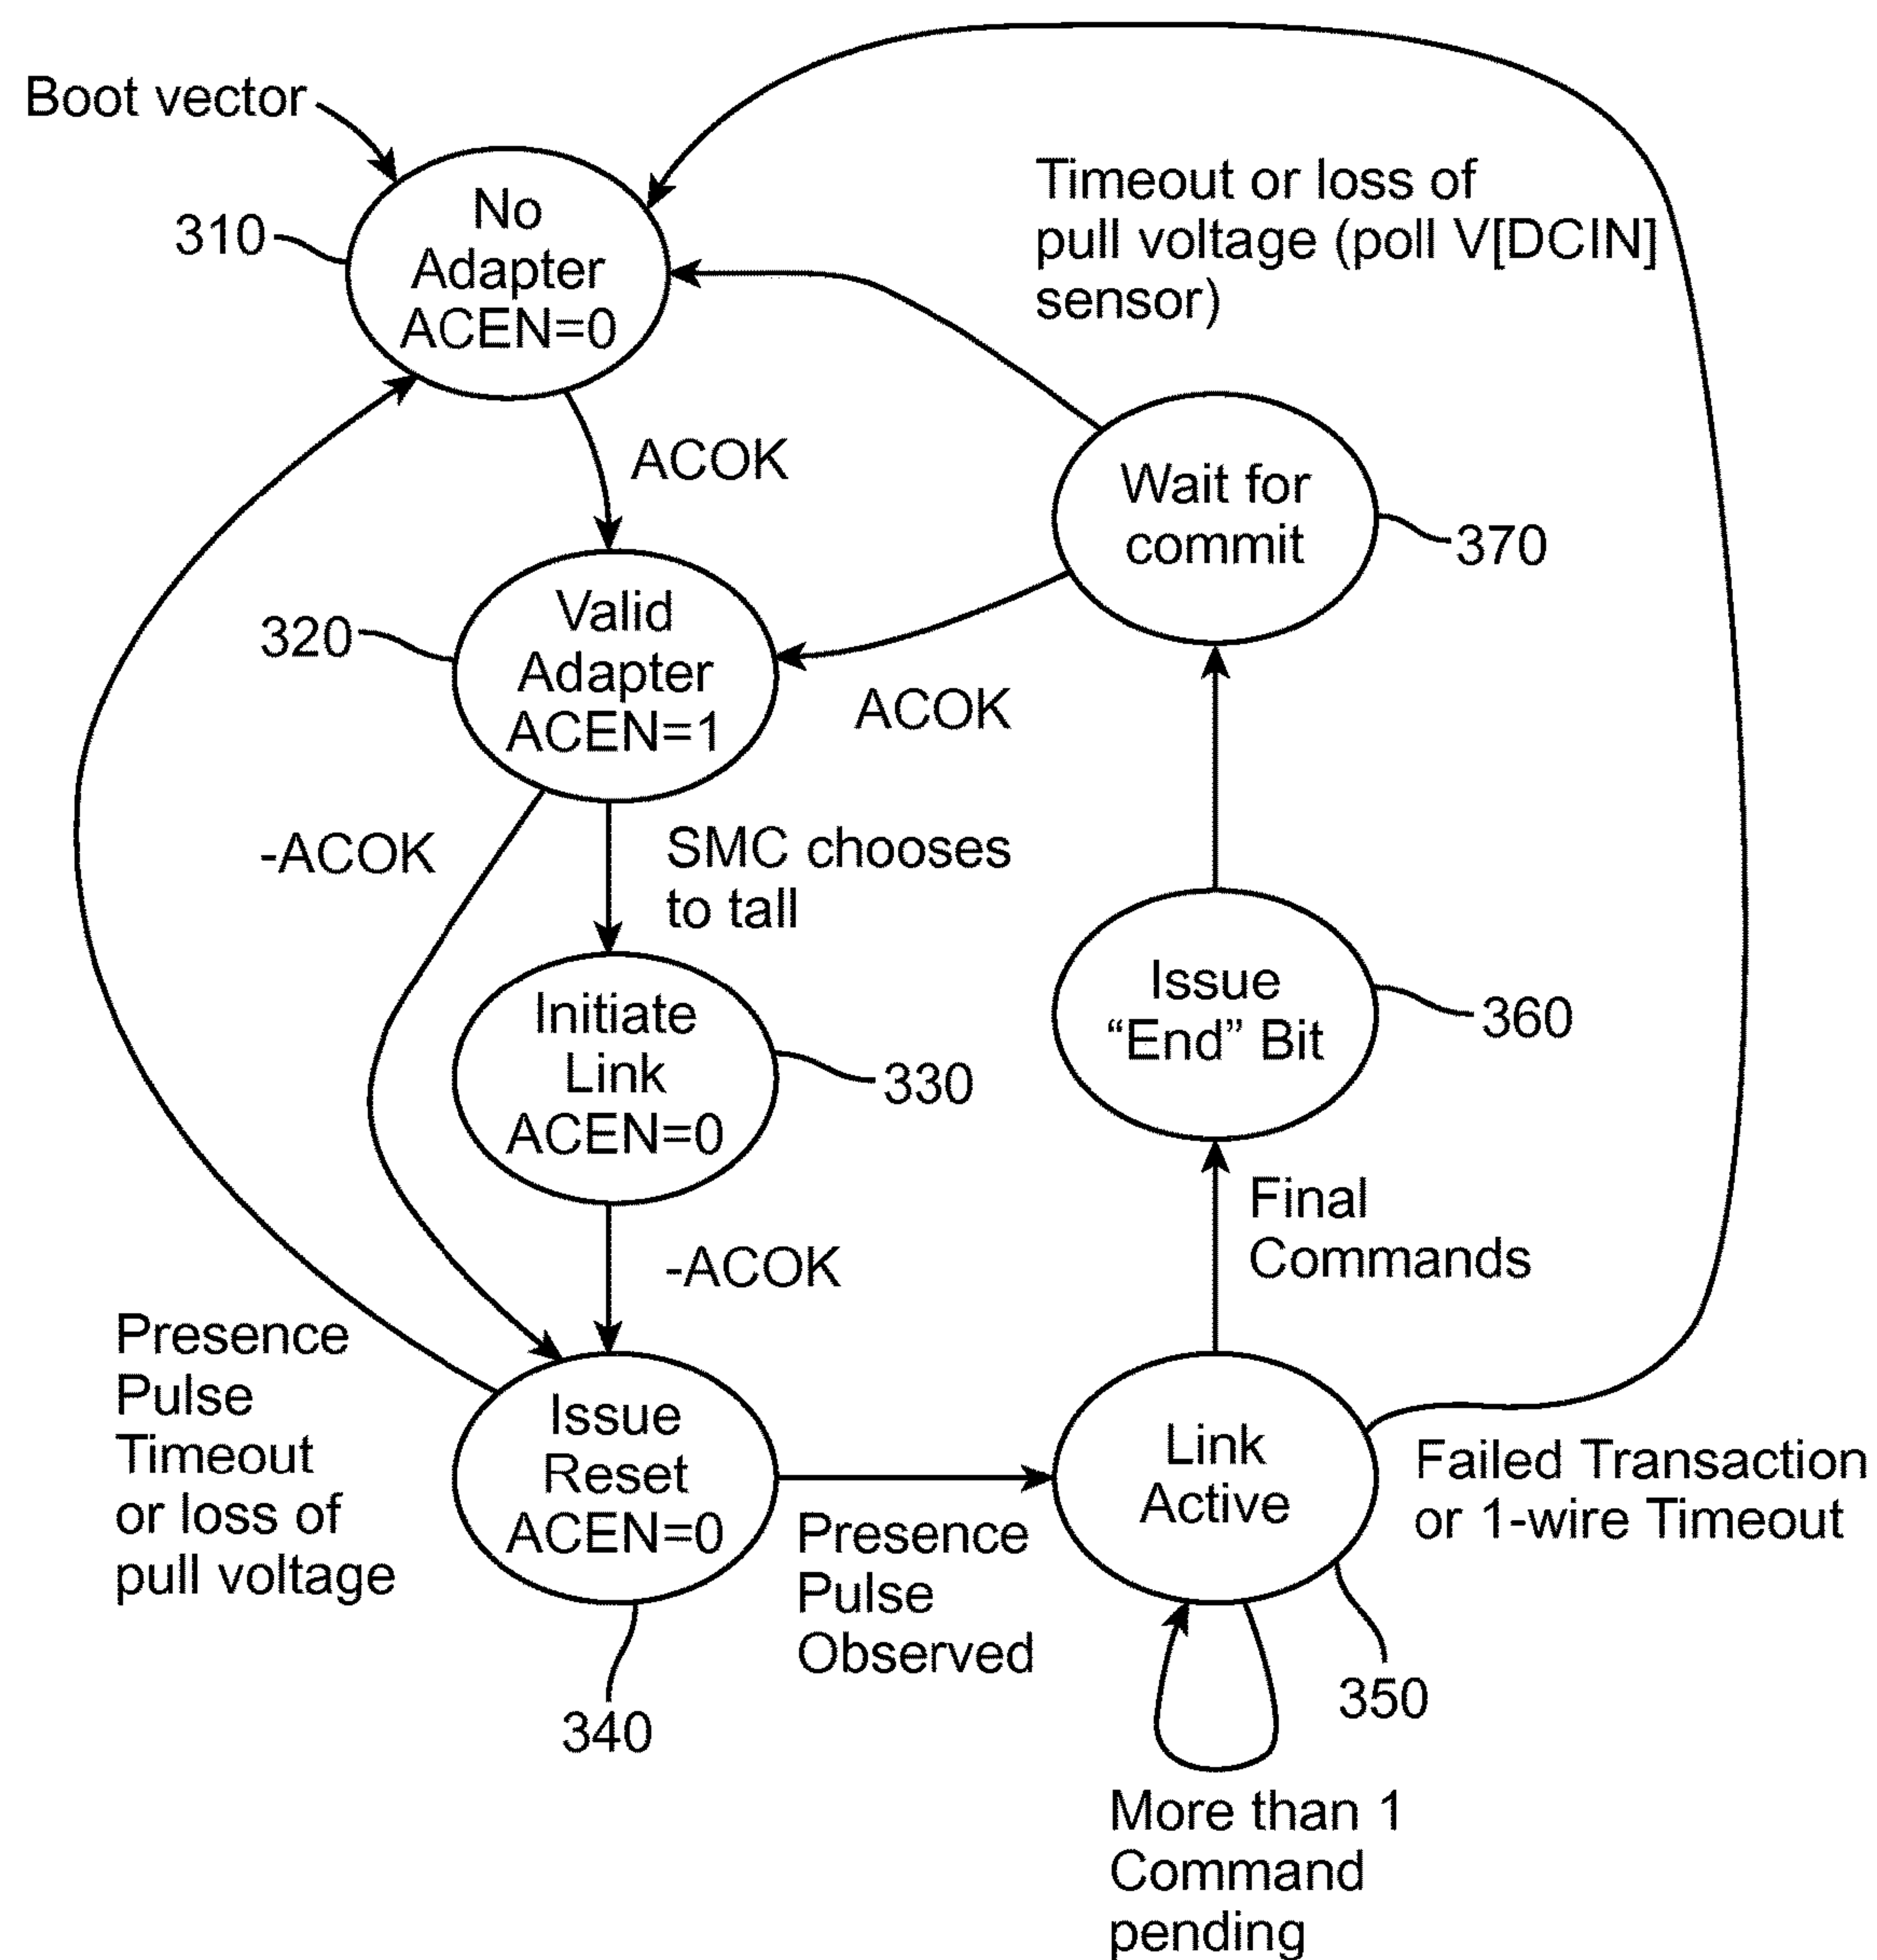 Boot vector
310
No
Adapter
ACEN=0
Timeout or loss of
pull voltage (poll V[DCIN]
sensor)
ACOK
Wait for
commit
370
320
Valid
Adapter
ACEN=1
ACOK
-ACOK
SMC chooses
to tall
Initiate
Link
ACEN=0
330
Issue
“End” Bit
360
-ACOK
Final
Commands
Presence
Pulse
Timeout
or loss of
pull voltage
Issue
Reset
ACEN=0
340
Presence
Pulse
Observed
Link
Active
Failed Transaction
or 1-wire Timeout
350
More than 1
Command
pending